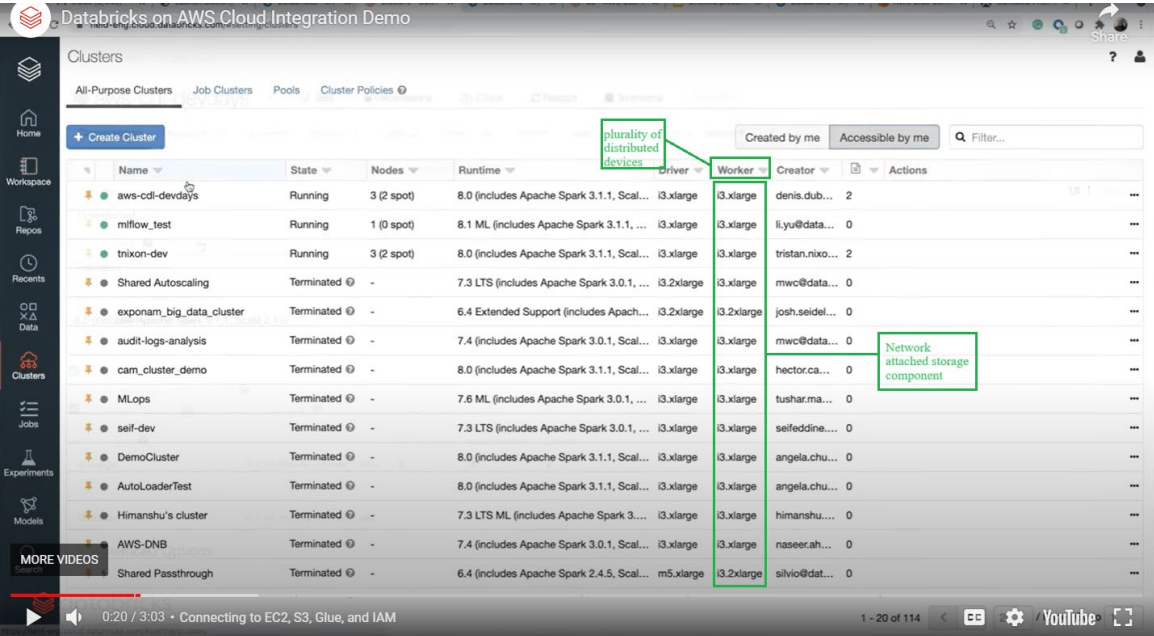 Databricks on AWS Cloud Integration Demo
Share
Clusters
All-Purpose Clusters Job Clusters Pools Cluster Policies
+ Create Cluster
plurality of
distributed
devices
Created by me Accessible by me Filter...
Name State Nodes Runtime Driver Worker Creator Actions
aws-cdl-devdays Running 3 (2 spot) 8.0 (includes Apache Spark 3.1.1, Scal... i3.xlarge i3.xlarge denis.dub... 2
mlflow_test Running 1 (0 spot) 8.1 ML (includes Apache Spark 3.1.1, ... i3.xlarge i3.xlarge li.yu@data... 0
tnixon-dev Running 3 (2 spot) 8.0 (includes Apache Spark 3.1.1, Scal... i3.xlarge i3.xlarge tristan.nixo... 2
Shared Autoscaling Terminated - 7.3 LTS (includes Apache Spark 3.0.1, ... i3.2xlarge i3.xlarge mwc@data... 0
exponam_big_data_cluster Terminated - 6.4 Extended Support (includes Apach... i3.2xlarge i3.2xlarge josh.seidel... 0
audit-logs-analysis Terminated - 7.4 (includes Apache Spark 3.0.1, Scal... i3.xlarge i3.xlarge mwc@data... 0
cam_cluster_demo Terminated - 8.0 (includes Apache Spark 3.1.1, Scal... i3.xlarge i3.xlarge hector.ca... 0
MLops Terminated - 7.6 ML (includes Apache Spark 3.0.1, ... i3.xlarge i3.xlarge tushar.ma... 0
seif-dev Terminated - 7.3 LTS (includes Apache Spark 3.0.1, ... i3.xlarge i3.xlarge seifeddine.... 0
DemoCluster Terminated - 8.0 (includes Apache Spark 3.1.1, Scal... i3.xlarge i3.xlarge angela.chu... 0
AutoLoaderTest Terminated - 8.0 (includes Apache Spark 3.1.1, Scal... i3.xlarge i3.xlarge angela.chu... 0
Himanshu's cluster Terminated - 7.3 LTS ML (includes Apache Spark 3.... i3.xlarge i3.xlarge himanshu.... 0
AWS-DNB Terminated - 7.4 (includes Apache Spark 3.0.1, Scal... i3.xlarge i3.xlarge naseer.ah... 0
Shared Passthrough Terminated - 6.4 (includes Apache Spark 2.4.5, Scal... m5.xlarge i3.2xlarge silvio@dat... 0
Network
attached storage
component
Home
Workspace
Repos
Recents
Data
Clusters
Jobs
Experiments
Models
Search
MORE VIDEOS
0:20 / 3:03 • Connecting to EC2, S3, Glue, and IAM
1 - 20 of 114
CC
YouTube